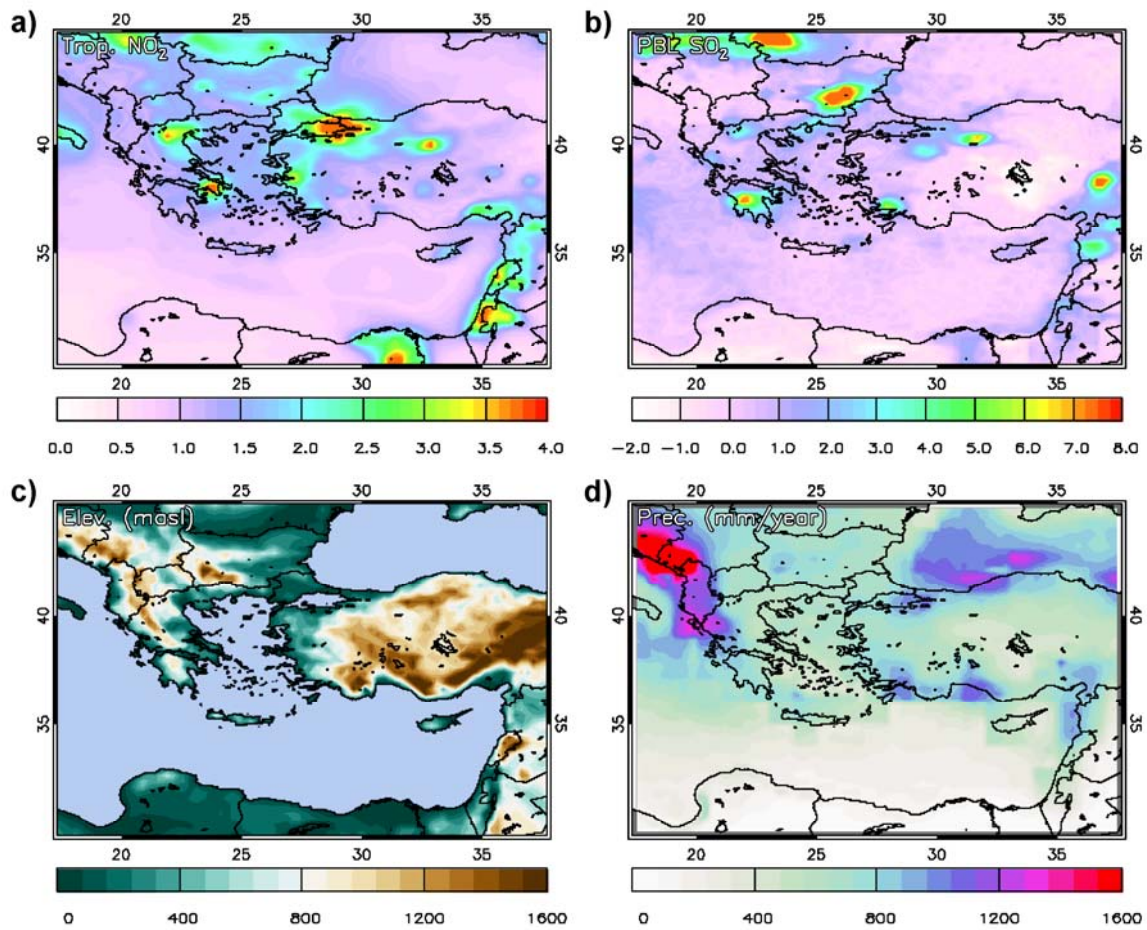 a) b)
20 25 30 35 20 25 30 35
Trop. NO₂ PBL SO₂
40 40 40 40
35 35 35 35
20 25 30 35 20 25 30 35
0.0 0.5 1.0 1.5 2.0 2.5 3.0 3.5 4.0 −2.0 −1.0 0.0 1.0 2.0 3.0 4.0 5.0 6.0 7.0 8.0
c) d)
20 25 30 35 20 25 30 35
Elev. (masl) Prec. (mm/year)
40 40 40 40
35 35 35 35
20 25 30 35 20 25 30 35
0 400 800 1200 1600 0 400 800 1200 1600